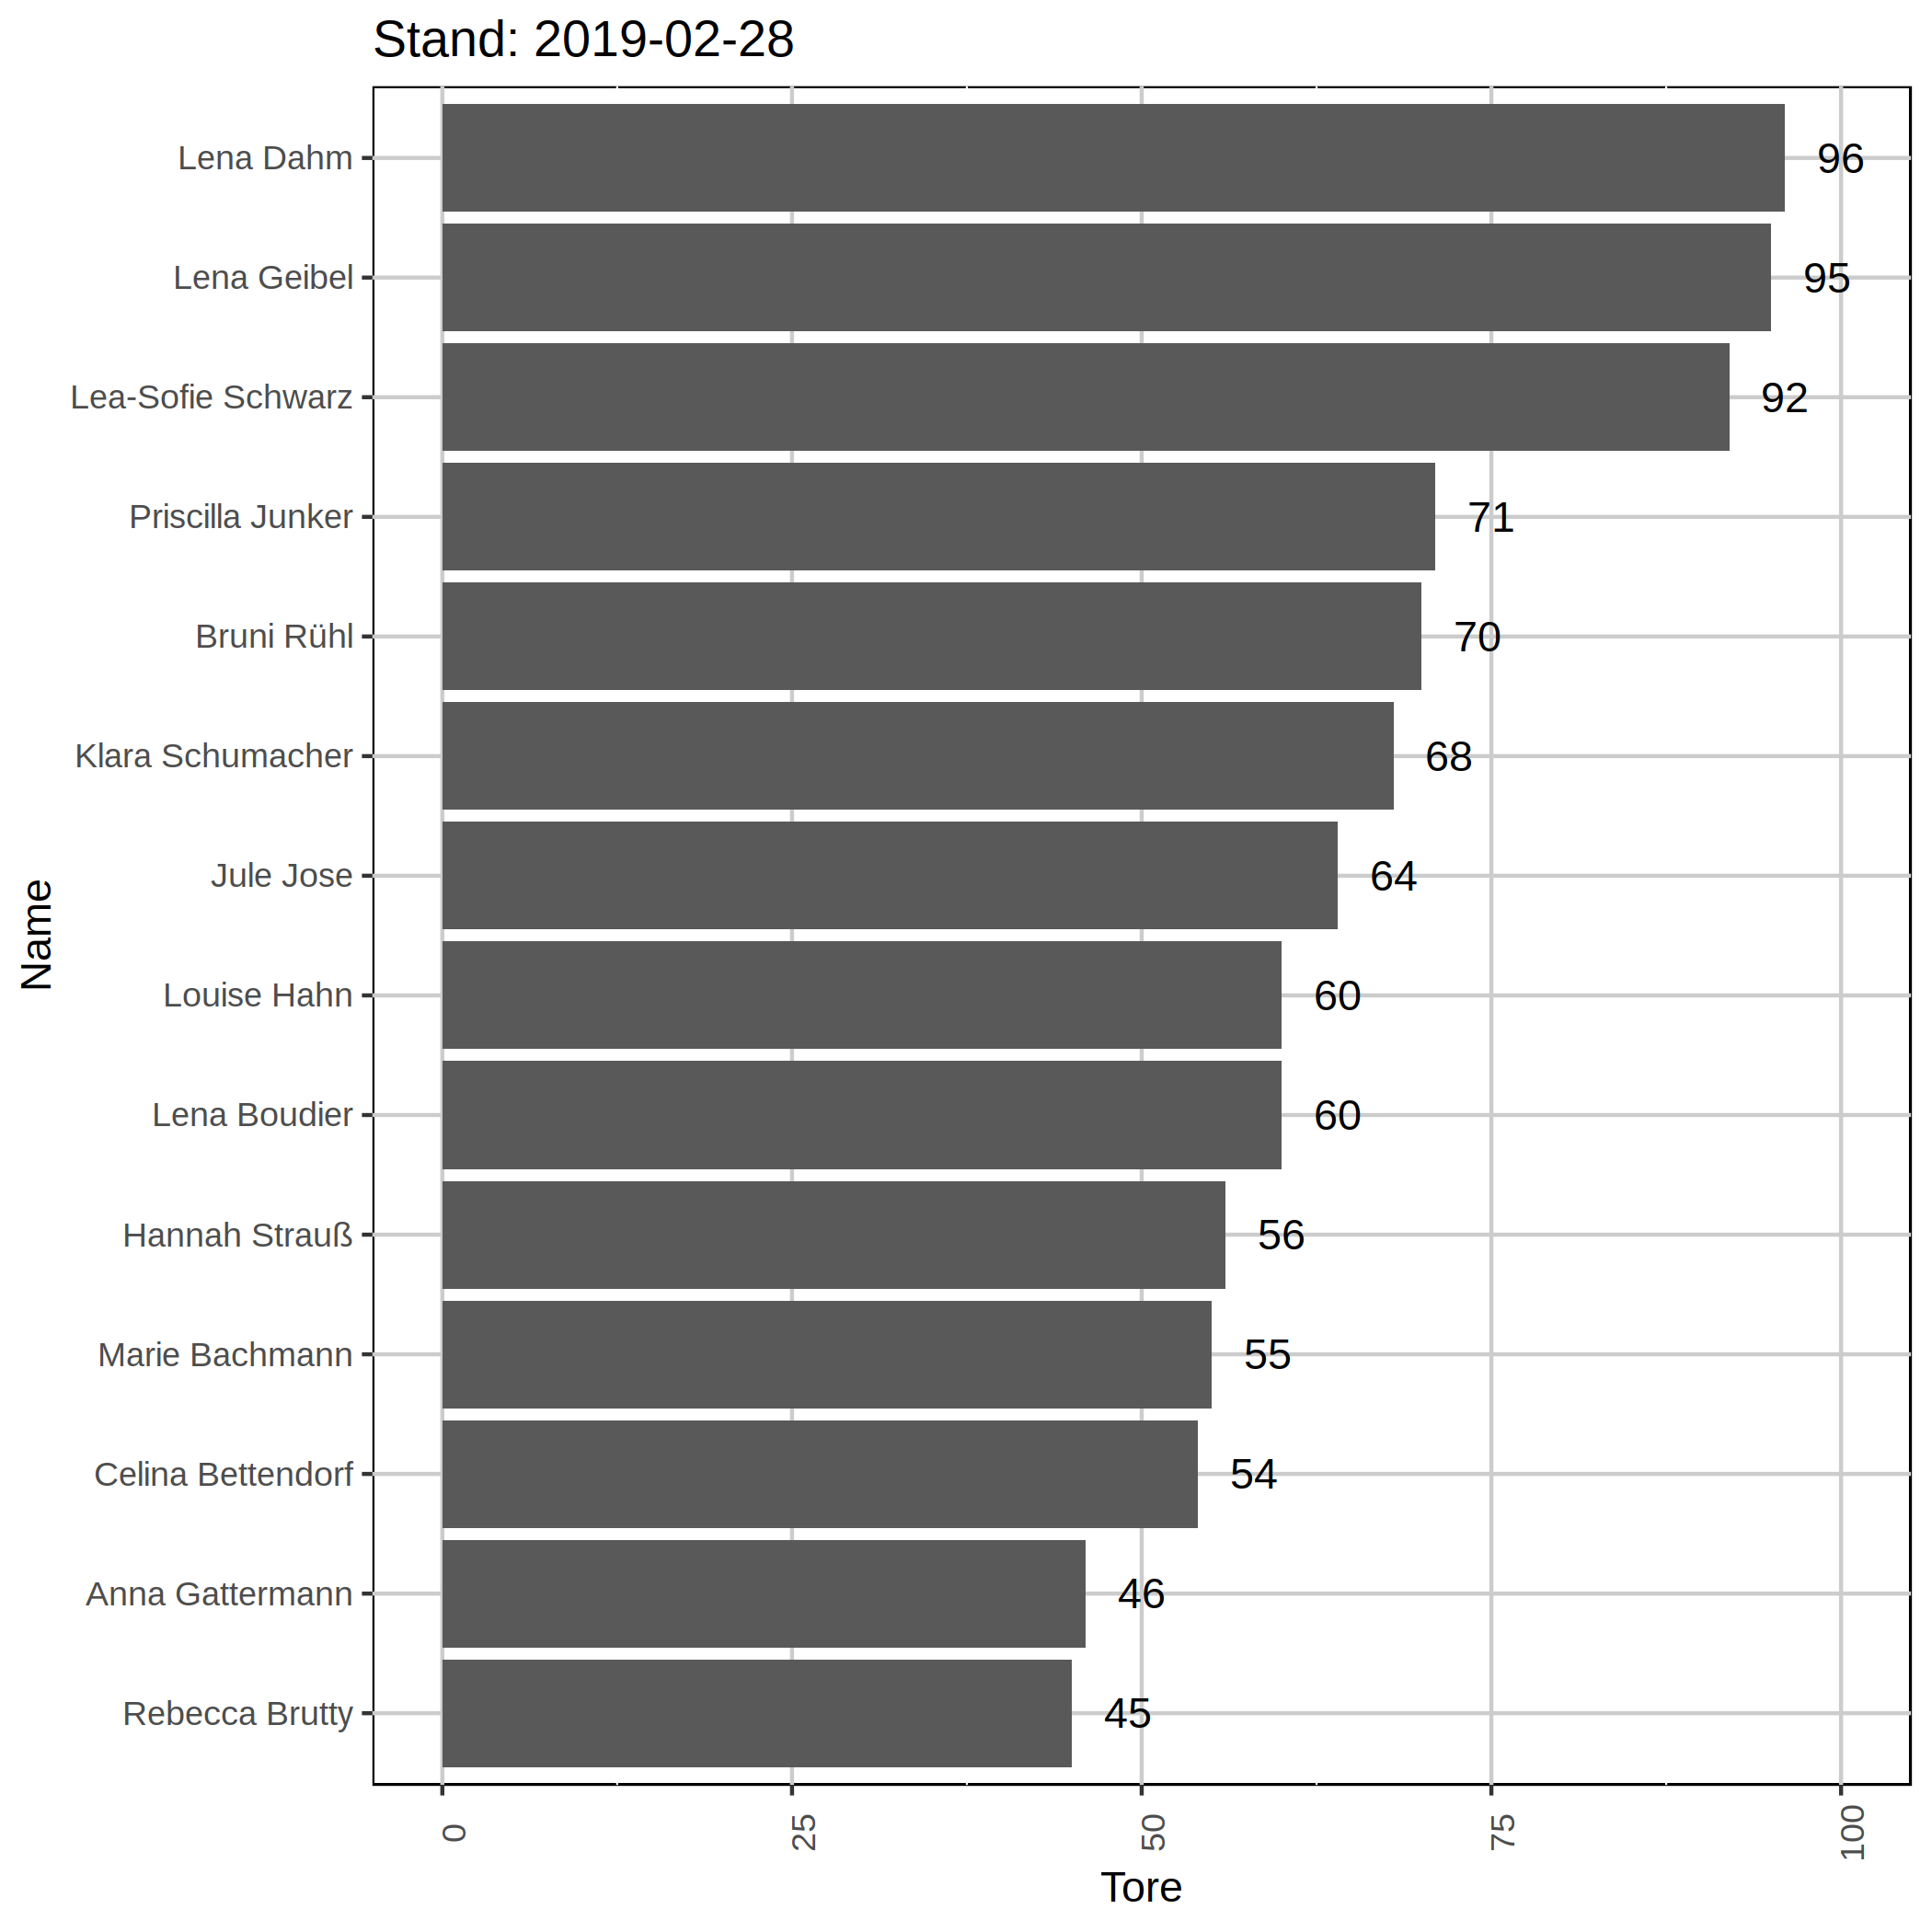 Stand: 2019-02-28
Lena Dahm 96
Lena Geibel 95
Lea-Sofie Schwarz 92
Priscilla Junker 71
Bruni Rühl 70
Klara Schumacher 68
Jule Jose 64
Louise Hahn 60
Lena Boudier 60
Hannah Strauß 56
Marie Bachmann 55
Celina Bettendorf 54
Anna Gattermann 46
Rebecca Brutty 45
Name
0 25 50 75 100
Tore